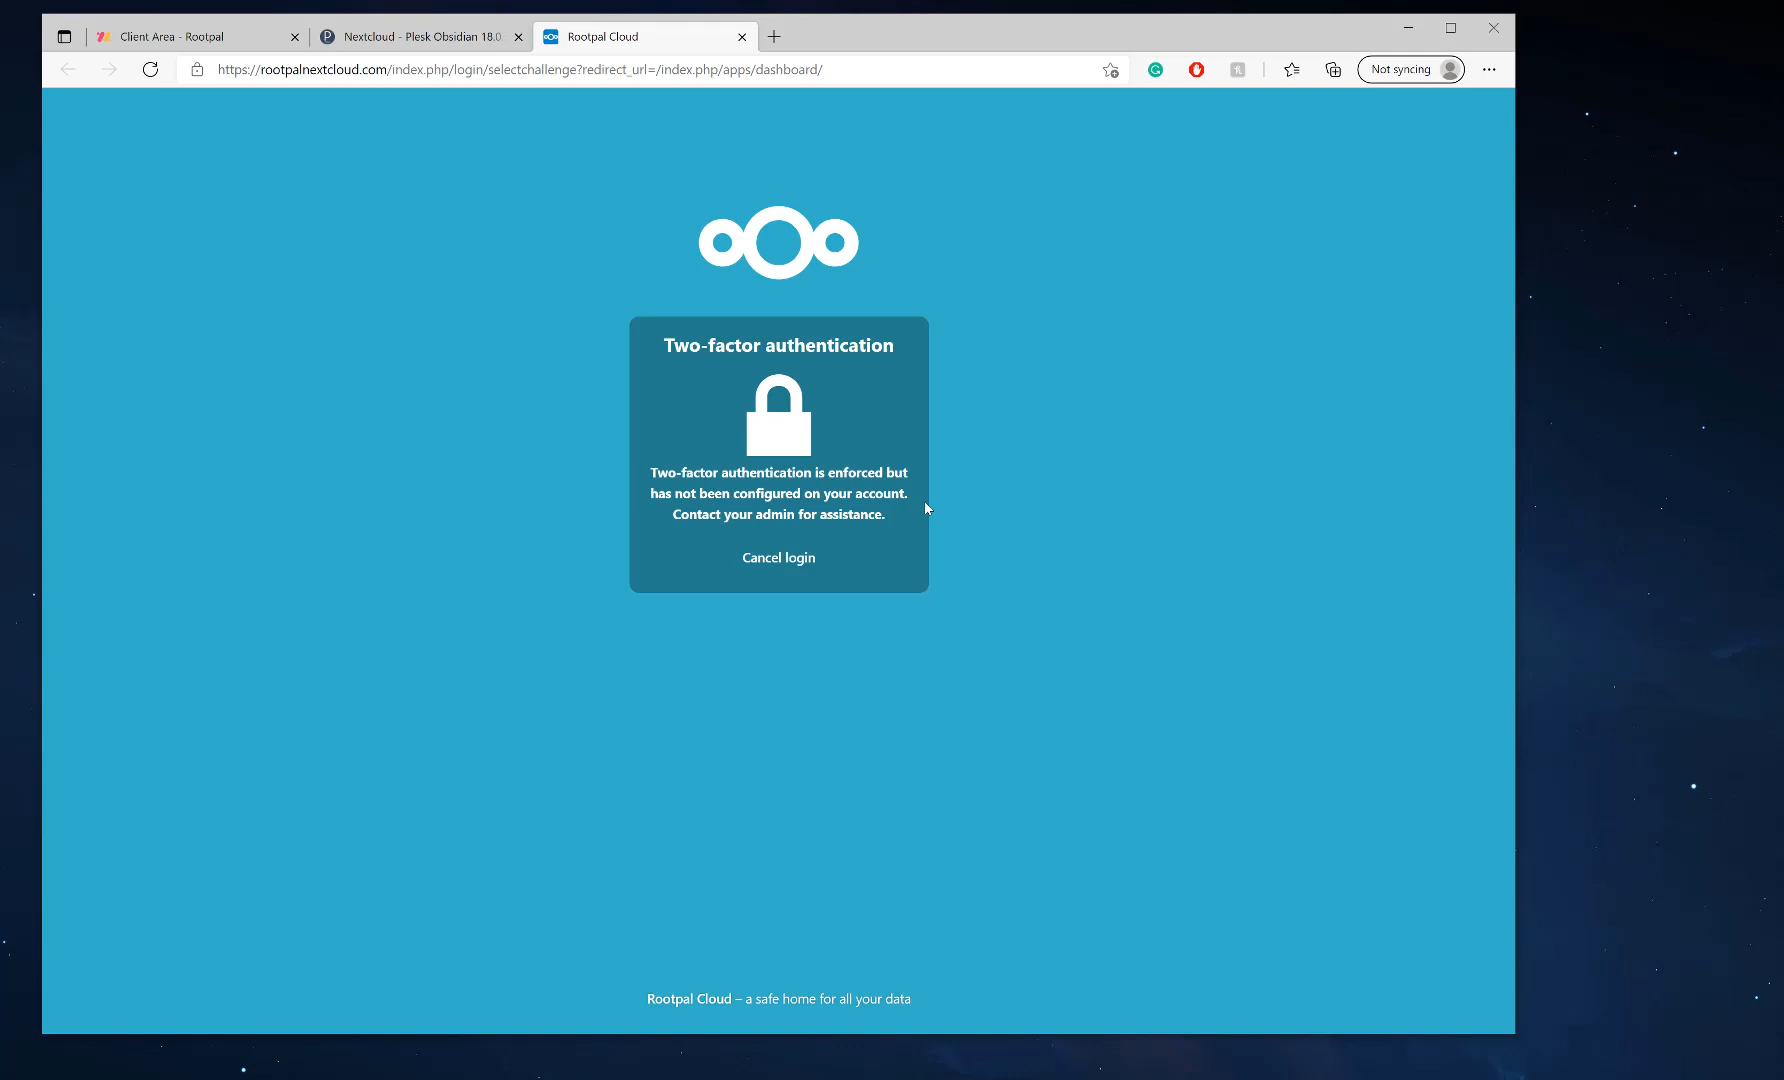 Client Area - Rootpal
Nextcloud - Plesk Obsidian 18.0
Rootpal Cloud
https://rootpalnextcloud.com/index.php/login/selectchallenge?redirect_url=/index.php/apps/dashboard/
Not syncing
Two-factor authentication
Two-factor authentication is enforced but
has not been configured on your account.
Contact your admin for assistance.
Cancel login
Rootpal Cloud – a safe home for all your data